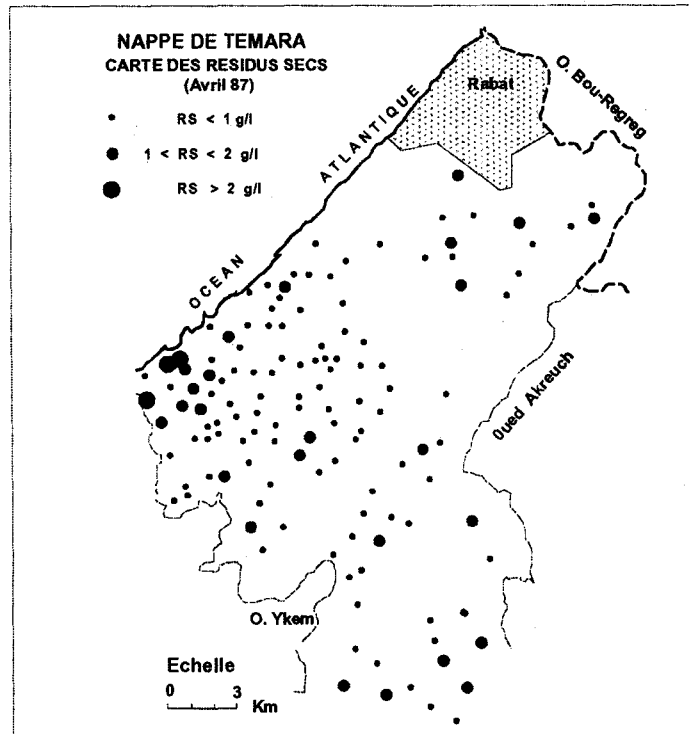 NAPPE DE TEMARA
CARTE DES RESIDUS SECS
(Avril 87)
RS < 1 g/l
1 < RS < 2 g/l
RS > 2 g/l
OCEAN ATLANTIQUE
Rabat
O. Bou-Regreg
Oued Akreuch
O. Ykem
Echelle
0 3
Km